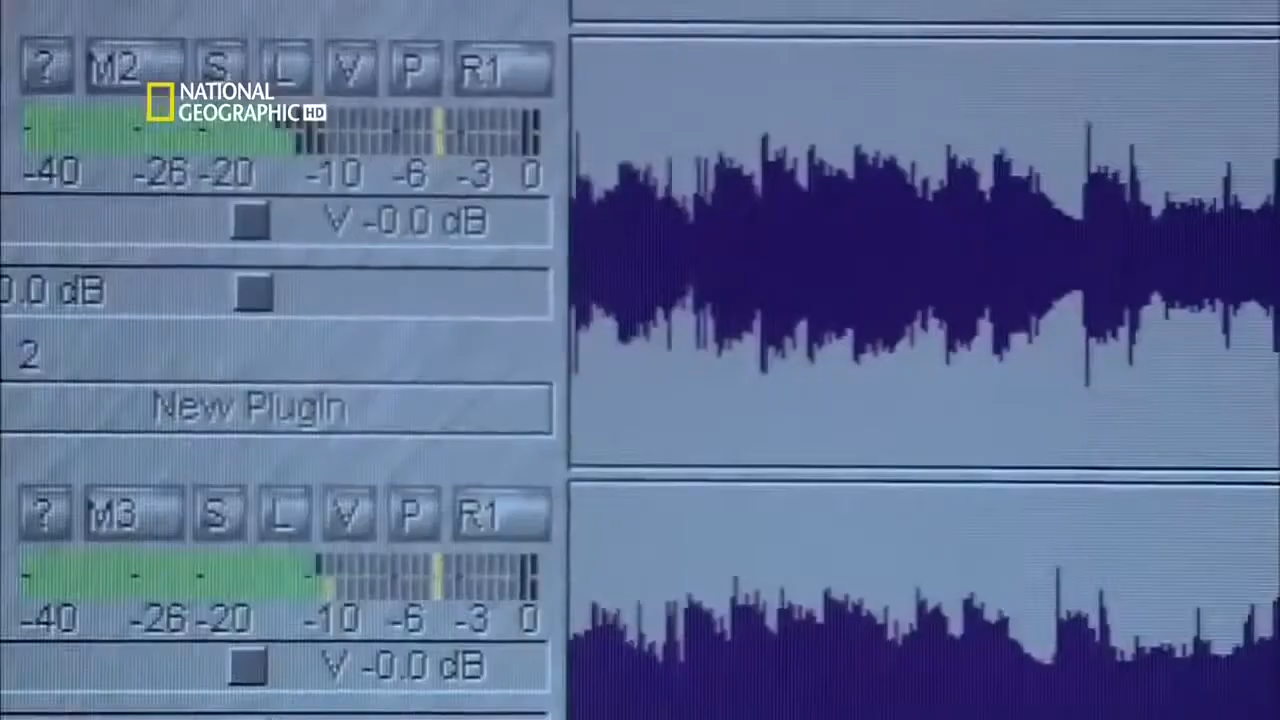 ? M2 S L V P R1
NATIONAL
GEOGRAPHIC HD
-40 -26 -20 -10 -6 -3 0
V -0.0 dB
0.0 dB
2
New Plugin
? M3 S L V P R1
-40 -26 -20 -10 -6 -3 0
V -0.0 dB